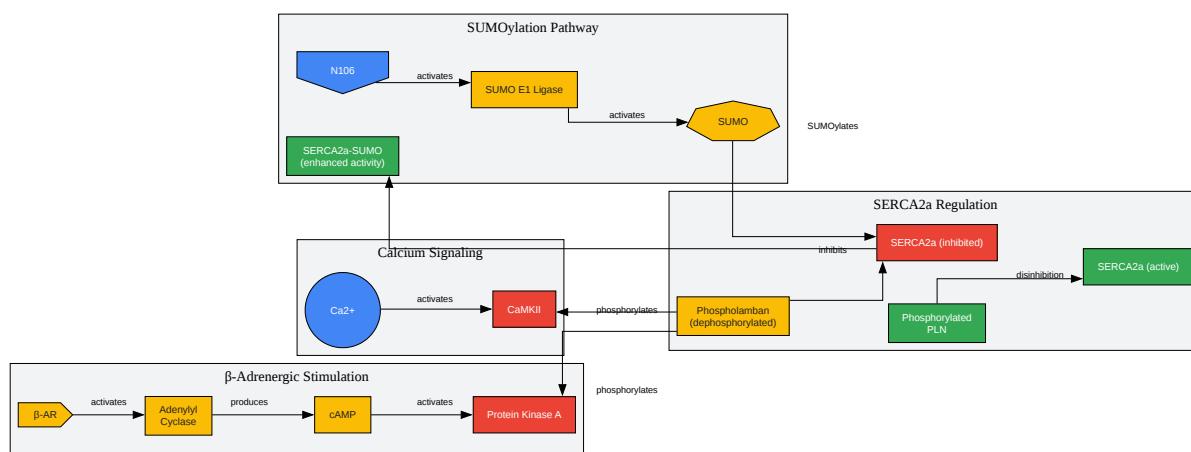 SUMOylation Pathway
N106
activates
SUMO E1 Ligase
activates
SUMO
SUMOylates
SERCA2a-SUMO
(enhanced activity)
SERCA2a Regulation
SERCA2a (inhibited)
inhibits
SERCA2a (active)
disinhibition
Phospholamban
(dephosphorylated)
Phosphorylated
PLN
Calcium Signaling
Ca2+
activates
CaMKII
phosphorylates
phosphorylates
β-Adrenergic Stimulation
β-AR
activates
Adenylyl
Cyclase
produces
cAMP
activates
Protein Kinase A